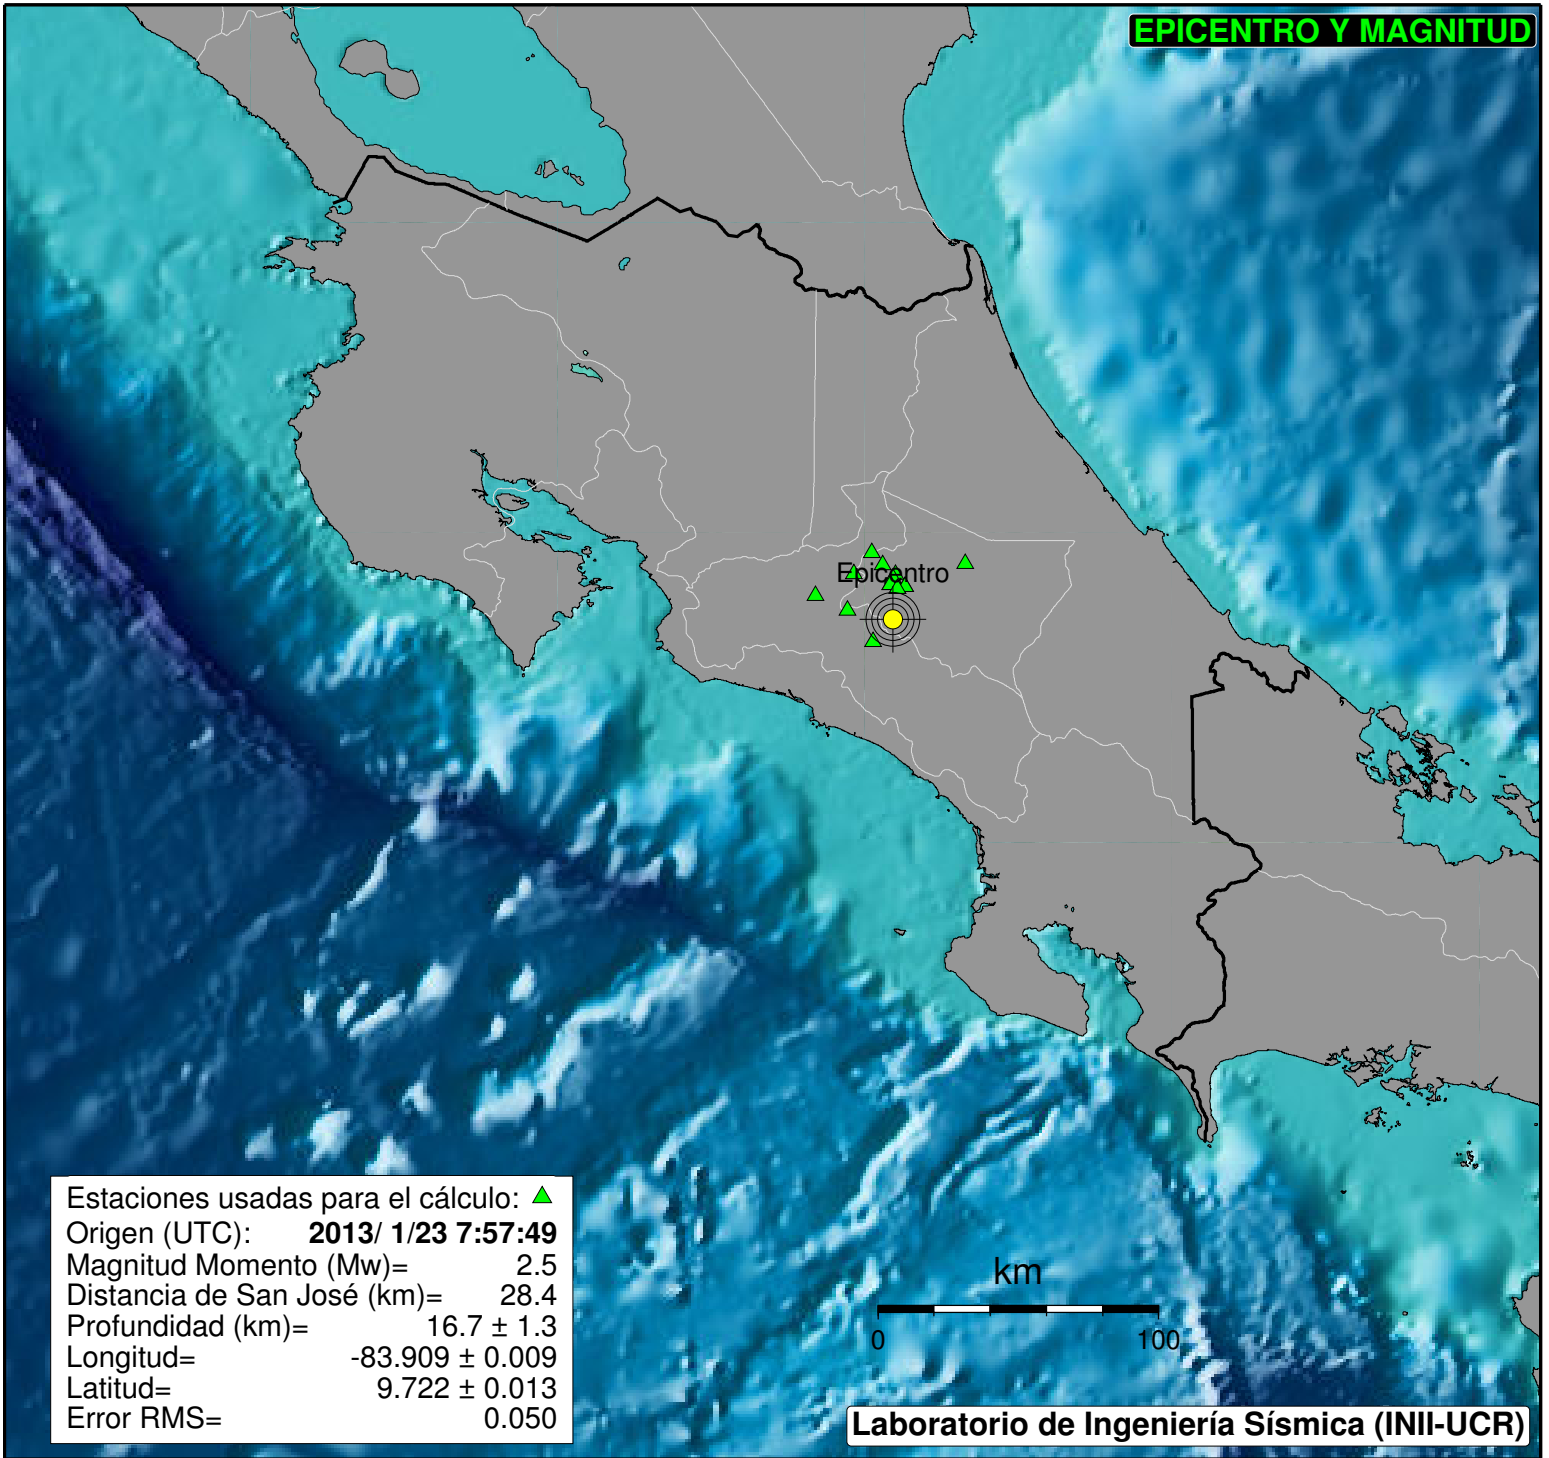 EPICENTRO Y MAGNITUD
Epicentro
Estaciones usadas para el cálculo:
Origen (UTC): 2013/ 1/23 7:57:49
Magnitud Momento (Mw)= 2.5
Distancia de San José (km)= 28.4
Profundidad (km)= 16.7 ± 1.3
Longitud= -83.909 ± 0.009
Latitud= 9.722 ± 0.013
Error RMS= 0.050
km
0 100
Laboratorio de Ingeniería Sísmica (INII-UCR)